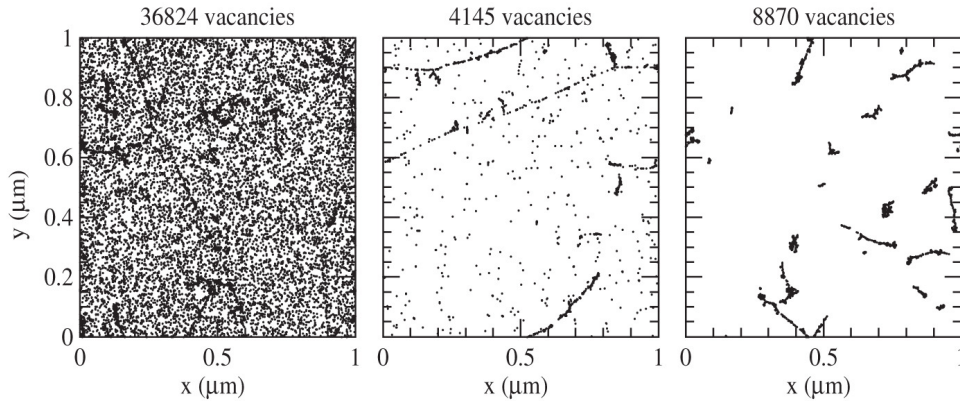 36824 vacancies 4145 vacancies 8870 vacancies
y (μm)
1
0.8
0.6
0.4
0.2
0
0 0.5 1 0 0.5 1 0 0.5 1
x (μm) x (μm) x (μm)